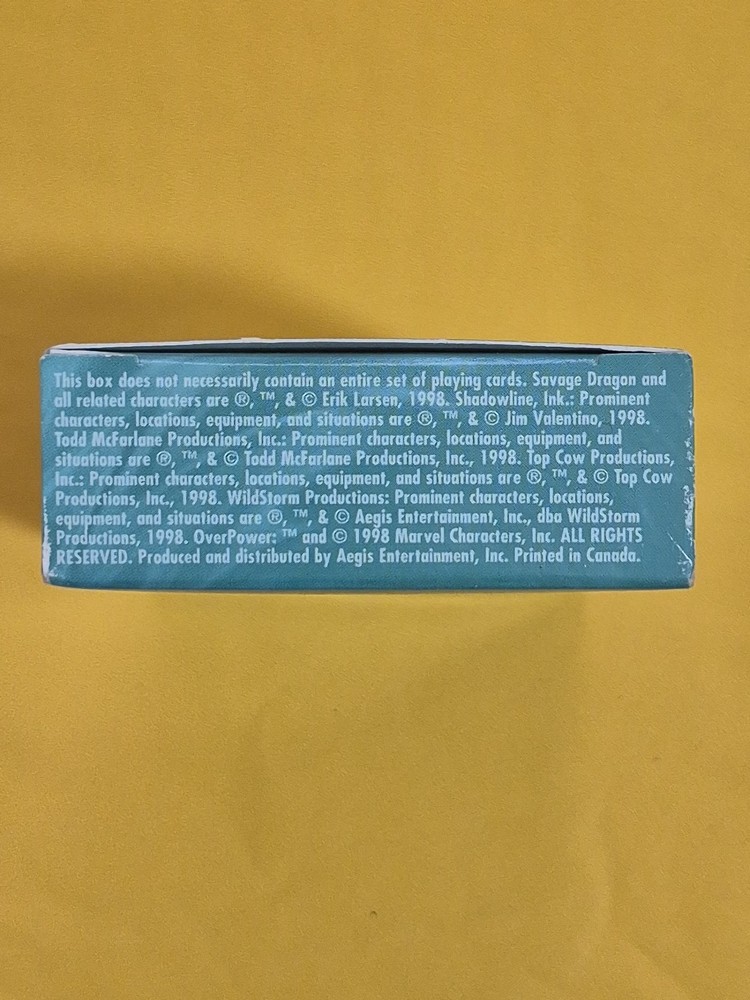 This box does not necessarily contain an entire set of playing cards. Savage Dragon and
all related characters are ®, ™, & © Erik Larsen, 1998. Shadowline, Ink.: Prominent
characters, locations, equipment, and situations are ®, ™, & © Jim Valentino, 1998.
Todd McFarlane Productions, Inc.: Prominent characters, locations, equipment, and
situations are ®, ™, & © Todd McFarlane Productions, Inc., 1998. Top Cow Productions,
Inc.: Prominent characters, locations, equipment, and situations are ®, ™, & © Top Cow
Productions, Inc., 1998. WildStorm Productions: Prominent characters, locations,
equipment, and situations are ®, ™, & © Aegis Entertainment, Inc., dba WildStorm
Productions, 1998. OverPower: ™ and © 1998 Marvel Characters, Inc. ALL RIGHTS
RESERVED. Produced and distributed by Aegis Entertainment, Inc. Printed in Canada.